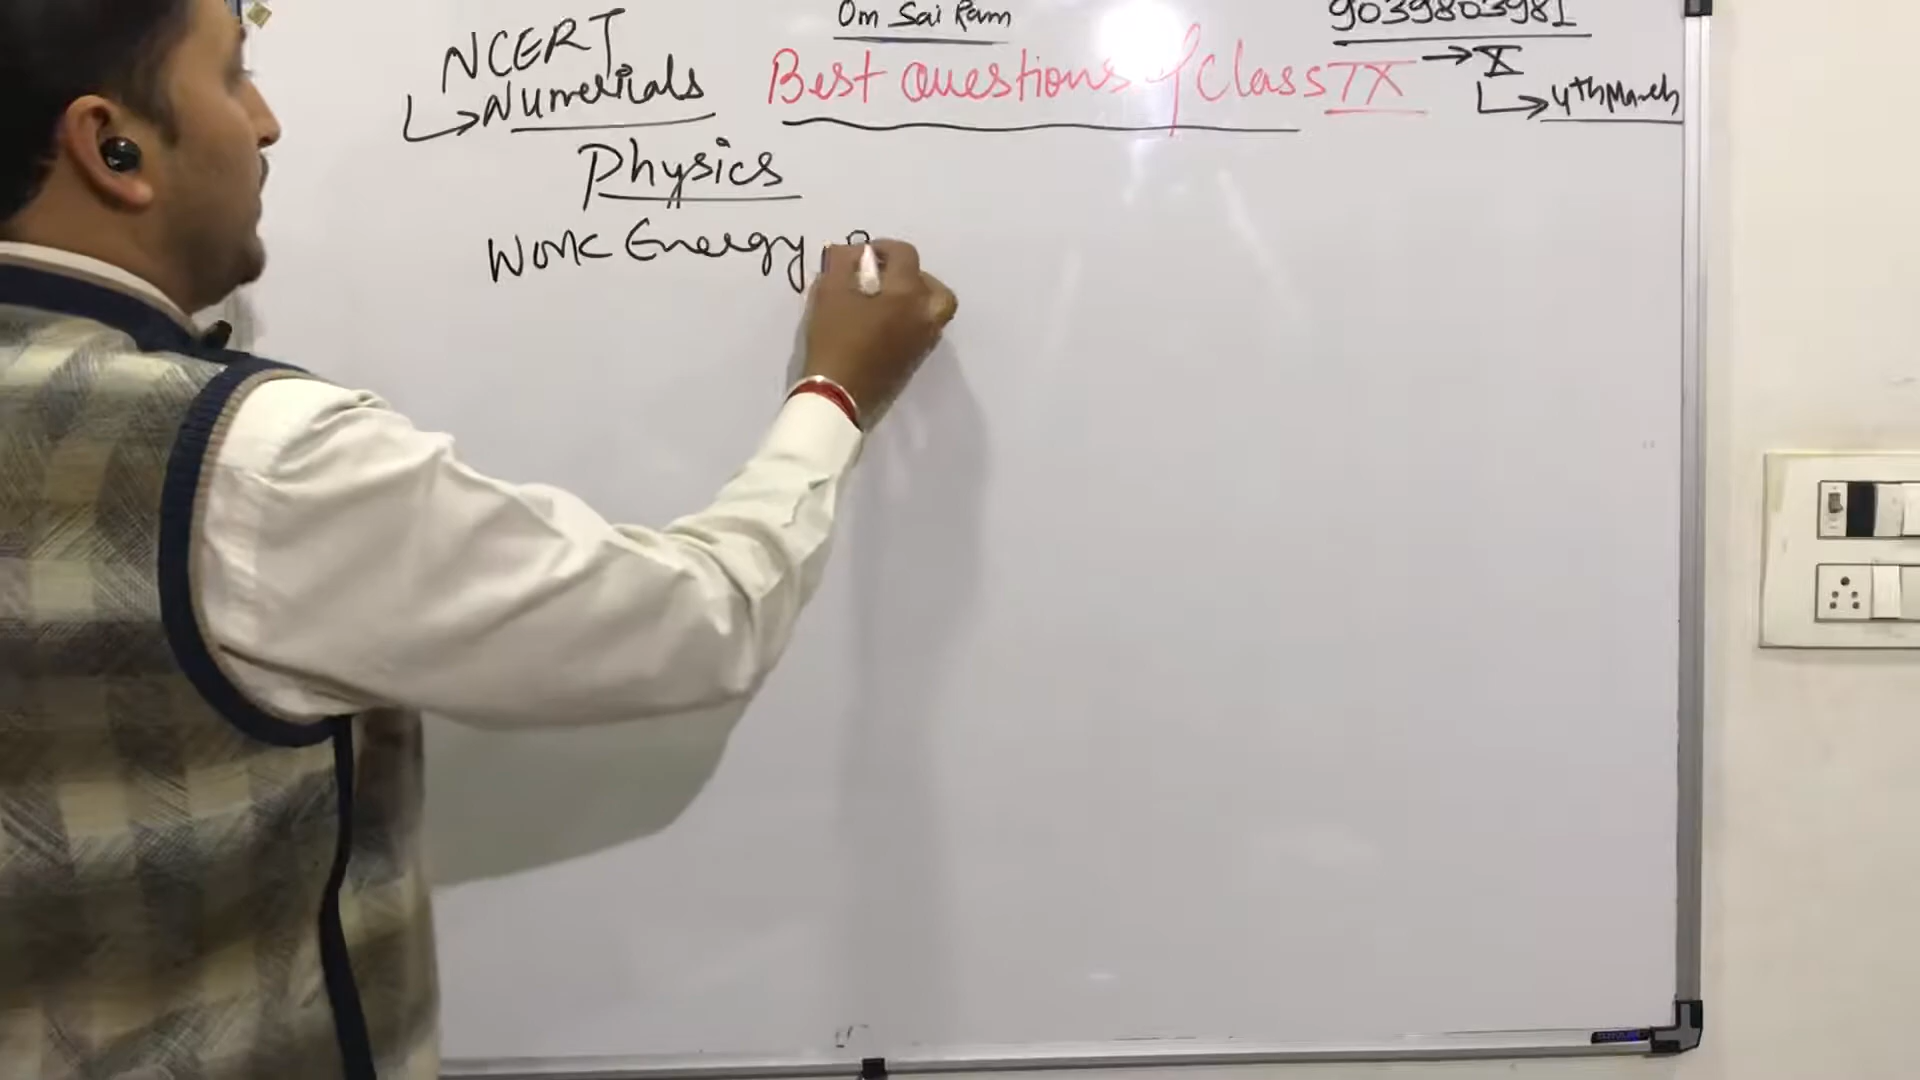 Om Sai Ram
9039803981
NCERT
→ Numericals
Best Questions of Class IX → X
→ 4th March
Physics
Work Energy